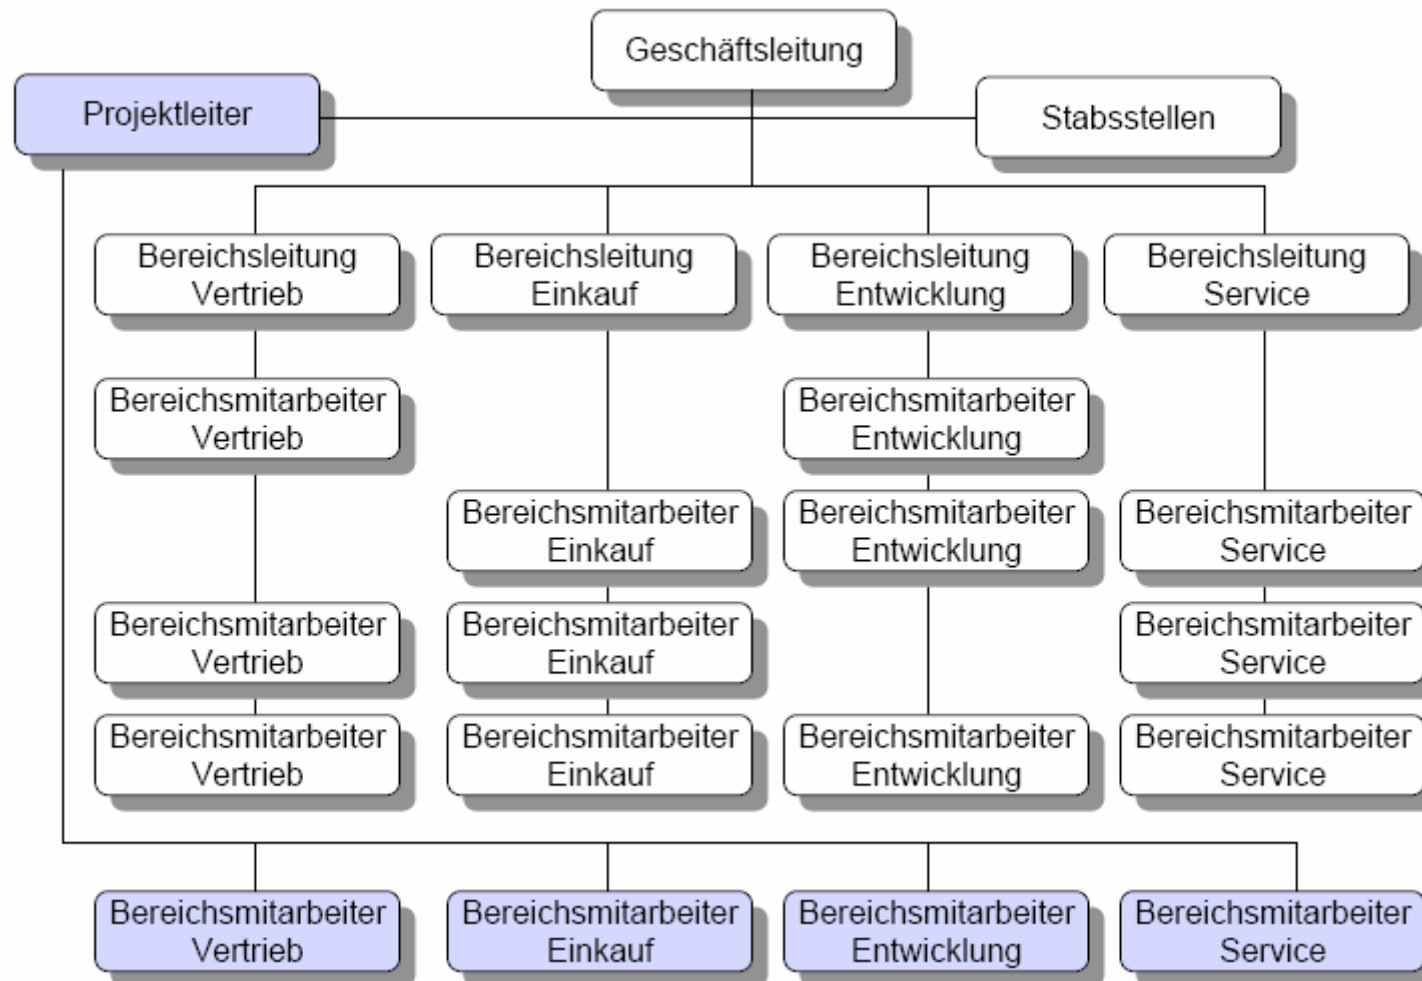 Geschäftsleitung
Projektleiter
Stabsstellen
Bereichsleitung
Vertrieb
Bereichsleitung
Einkauf
Bereichsleitung
Entwicklung
Bereichsleitung
Service
Bereichsmitarbeiter
Vertrieb
Bereichsmitarbeiter
Entwicklung
Bereichsmitarbeiter
Einkauf
Bereichsmitarbeiter
Entwicklung
Bereichsmitarbeiter
Service
Bereichsmitarbeiter
Vertrieb
Bereichsmitarbeiter
Einkauf
Bereichsmitarbeiter
Service
Bereichsmitarbeiter
Vertrieb
Bereichsmitarbeiter
Einkauf
Bereichsmitarbeiter
Entwicklung
Bereichsmitarbeiter
Service
Bereichsmitarbeiter
Vertrieb
Bereichsmitarbeiter
Einkauf
Bereichsmitarbeiter
Entwicklung
Bereichsmitarbeiter
Service